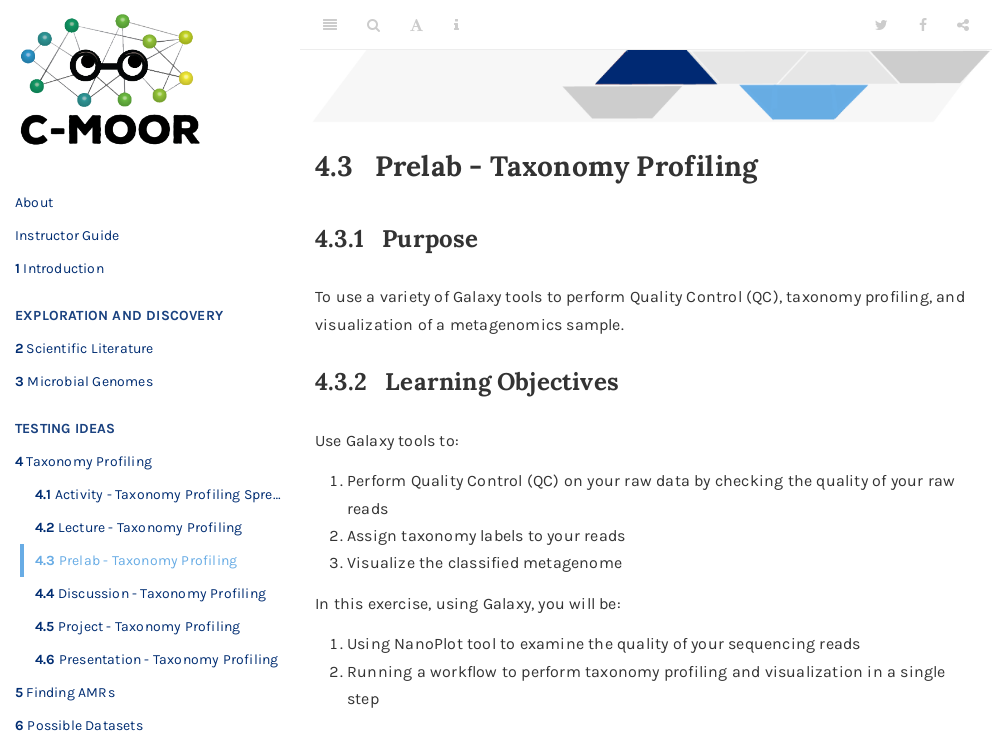 C-MOOR
About
Instructor Guide
1 Introduction
EXPLORATION AND DISCOVERY
2 Scientific Literature
3 Microbial Genomes
TESTING IDEAS
4 Taxonomy Profiling
4.1 Activity - Taxonomy Profiling Spre...
4.2 Lecture - Taxonomy Profiling
4.3 Prelab - Taxonomy Profiling
4.4 Discussion - Taxonomy Profiling
4.5 Project - Taxonomy Profiling
4.6 Presentation - Taxonomy Profiling
5 Finding AMRs
6 Possible Datasets
4.3 Prelab - Taxonomy Profiling
4.3.1 Purpose
To use a variety of Galaxy tools to perform Quality Control (QC), taxonomy profiling, and
visualization of a metagenomics sample.
4.3.2 Learning Objectives
Use Galaxy tools to:
1. Perform Quality Control (QC) on your raw data by checking the quality of your raw
reads
2. Assign taxonomy labels to your reads
3. Visualize the classified metagenome
In this exercise, using Galaxy, you will be:
1. Using NanoPlot tool to examine the quality of your sequencing reads
2. Running a workflow to perform taxonomy profiling and visualization in a single
step